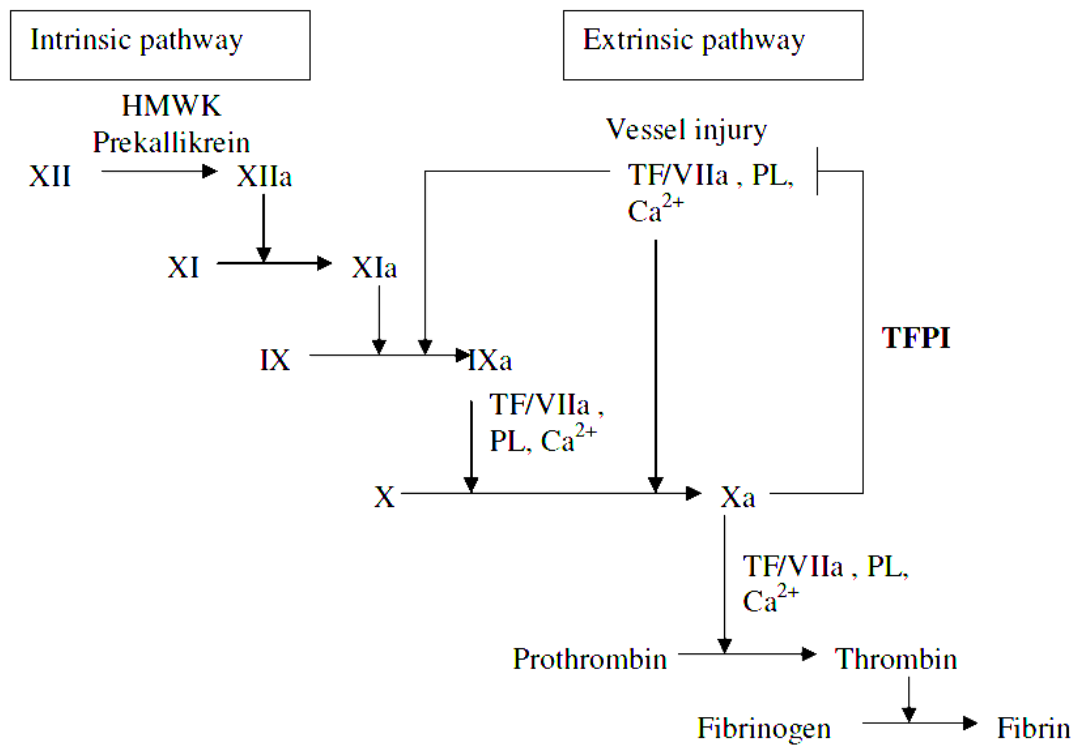 Intrinsic pathway
Extrinsic pathway
HMWK
Prekallikrein
Vessel injury
XII
XIIa
TF/VIIa , PL,
Ca2+
XI
XIa
TFPI
IX
IXa
TF/VIIa ,
PL, Ca2+
X
Xa
TF/VIIa , PL,
Ca2+
Prothrombin
Thrombin
Fibrinogen
Fibrin